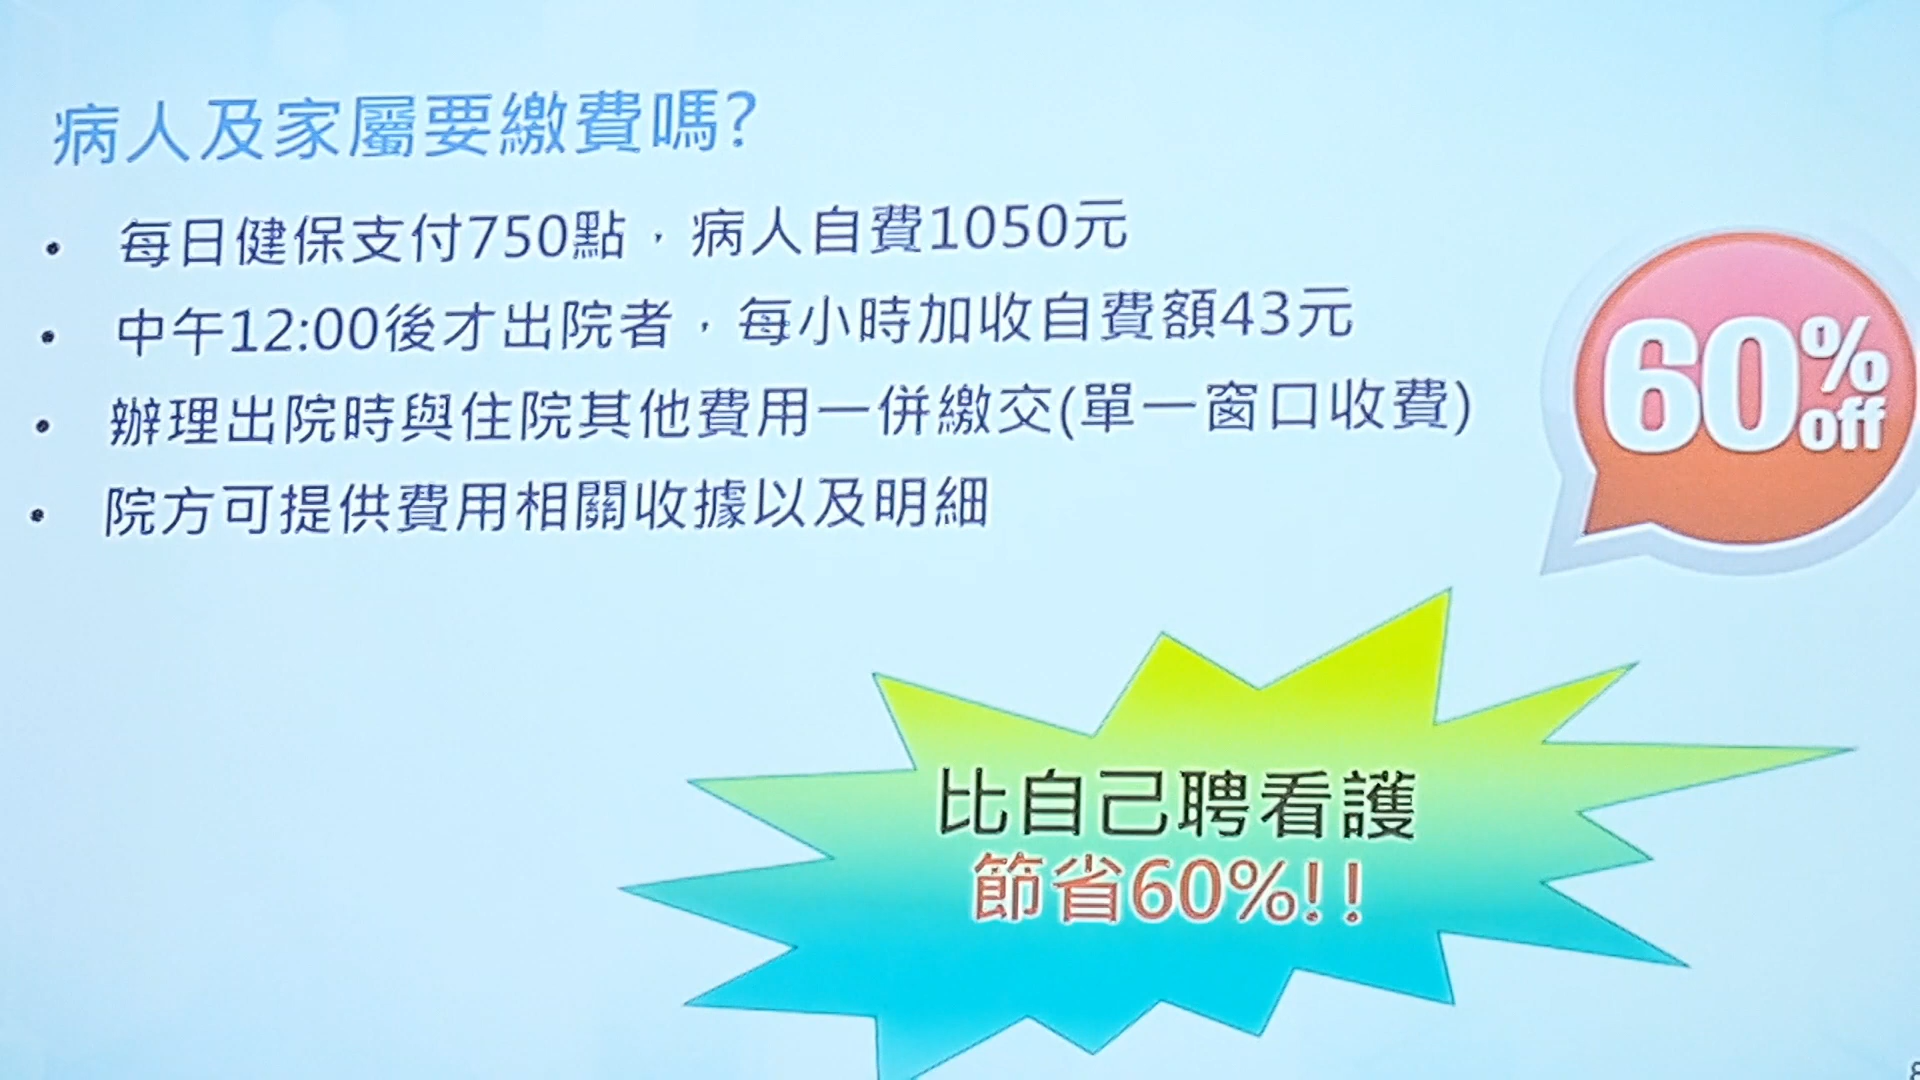 病人及家屬要繳費嗎?
• 每日健保支付750點，病人自費1050元
• 中午12:00後才出院者，每小時加收自費額43元
• 辦理出院時與住院其他費用一併繳交(單一窗口收費)
• 院方可提供費用相關收據以及明細
60% off
比自己聘看護
節省60%!!